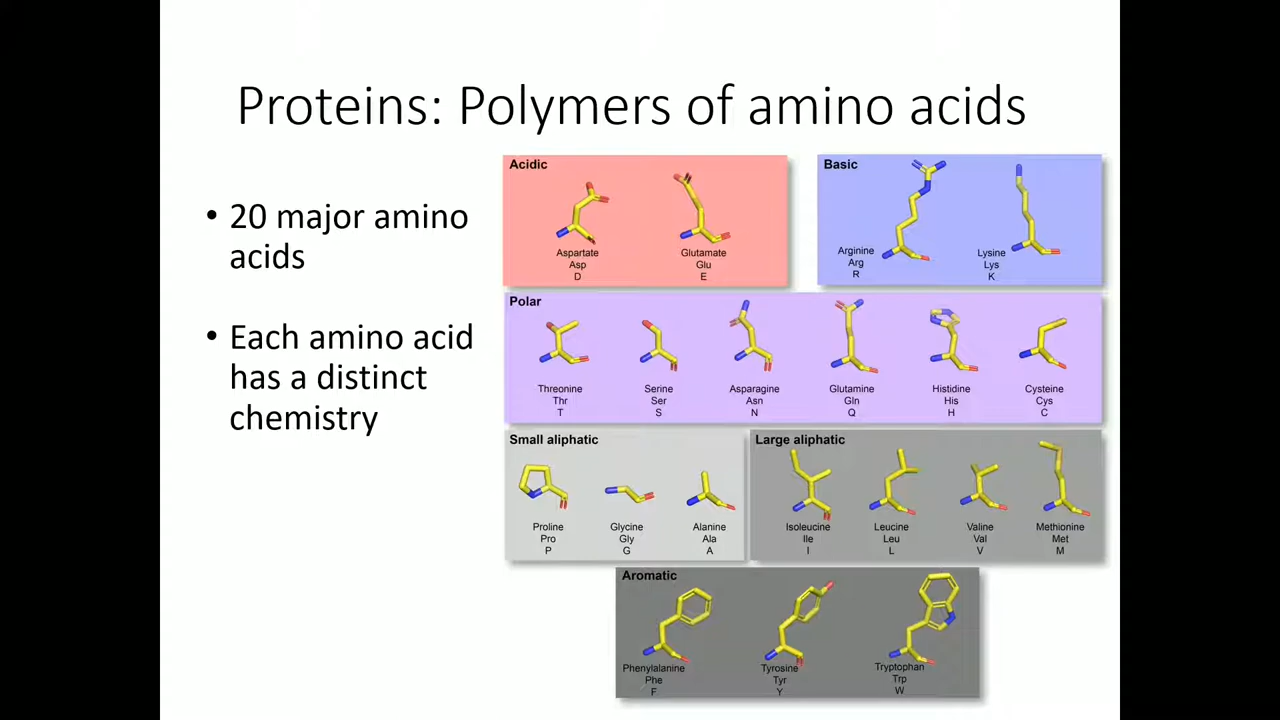 Proteins: Polymers of amino acids
• 20 major amino
acids
• Each amino acid
has a distinct
chemistry
Acidic
Aspartate
Asp
D
Glutamate
Glu
E
Basic
Arginine
Arg
R
Lysine
Lys
K
Polar
Threonine
Thr
T
Serine
Ser
S
Asparagine
Asn
N
Glutamine
Gln
Q
Histidine
His
H
Cysteine
Cys
C
Small aliphatic
Proline
Pro
P
Glycine
Gly
G
Alanine
Ala
A
Large aliphatic
Isoleucine
Ile
I
Leucine
Leu
L
Valine
Val
V
Methionine
Met
M
Aromatic
Phenylalanine
Phe
F
Tyrosine
Tyr
Y
Tryptophan
Trp
W